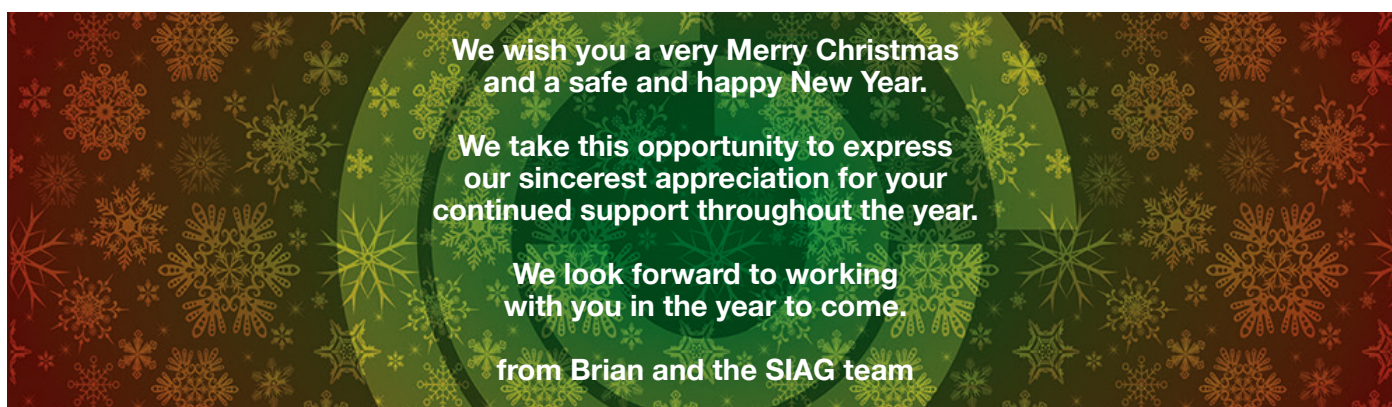 We wish you a very Merry Christmas
and a safe and happy New Year.
We take this opportunity to express
our sincerest appreciation for your
continued support throughout the year.
We look forward to working
with you in the year to come.
from Brian and the SIAG team